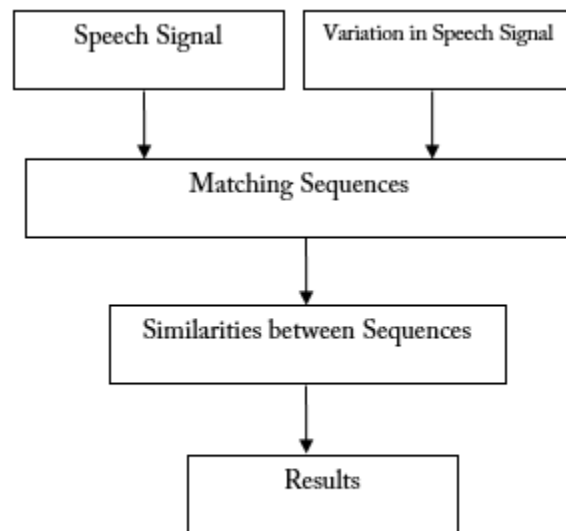 Speech Signal
Variation in Speech Signal
Matching Sequences
Similarities between Sequences
Results